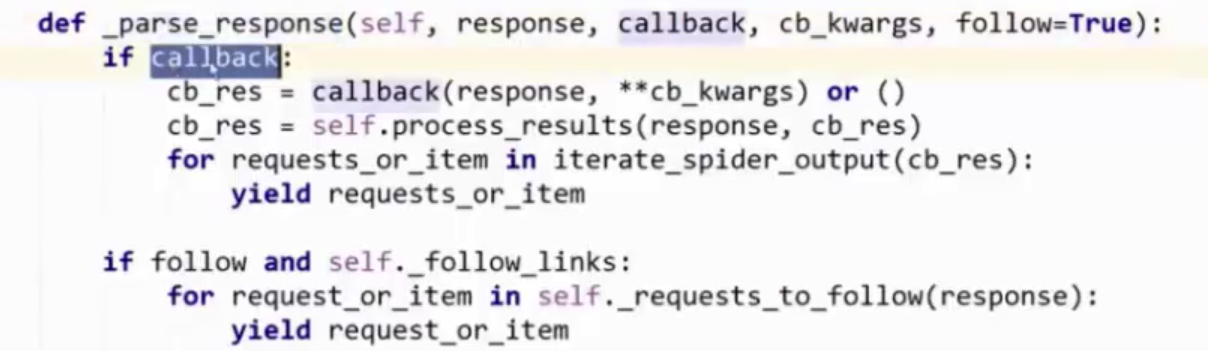 def _parse_response(self, response, callback, cb_kwargs, follow=True):
    if callback:
        cb_res = callback(response, **cb_kwargs) or ()
        cb_res = self.process_results(response, cb_res)
        for requests_or_item in iterate_spider_output(cb_res):
            yield requests_or_item

    if follow and self._follow_links:
        for request_or_item in self._requests_to_follow(response):
            yield request_or_item